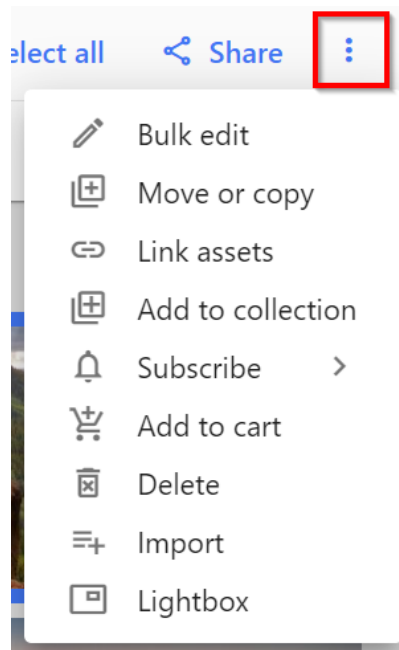 elect all Share
Bulk edit
Move or copy
Link assets
Add to collection
Subscribe
Add to cart
Delete
Import
Lightbox